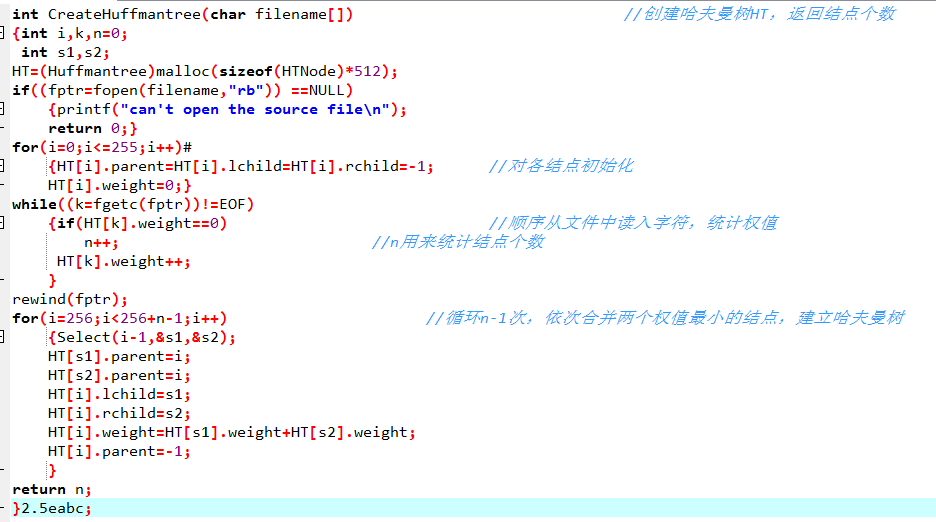 int CreateHuffmantree(char filename[]) //创建哈夫曼树HT，返回结点个数
{int i,k,n=0;
int s1,s2;
HT=(Huffmantree)malloc(sizeof(HTNode)*512);
if((fptr=fopen(filename,"rb")) ==NULL)
{printf("can't open the source file\n");
return 0;}
for(i=0;i<=255;i++)#
{HT[i].parent=HT[i].lchild=HT[i].rchild=-1; //对各结点初始化
HT[i].weight=0;}
while((k=fgetc(fptr))!=EOF)
{if(HT[k].weight==0) //顺序从文件中读入字符，统计权值
n++; //n用来统计结点个数
HT[k].weight++;
}
rewind(fptr);
for(i=256;i<256+n-1;i++) //循环n-1次，依次合并两个权值最小的结点，建立哈夫曼树
{Select(i-1,&s1,&s2);
HT[s1].parent=i;
HT[s2].parent=i;
HT[i].lchild=s1;
HT[i].rchild=s2;
HT[i].weight=HT[s1].weight+HT[s2].weight;
HT[i].parent=-1;
}
return n;
}2.5eabc;